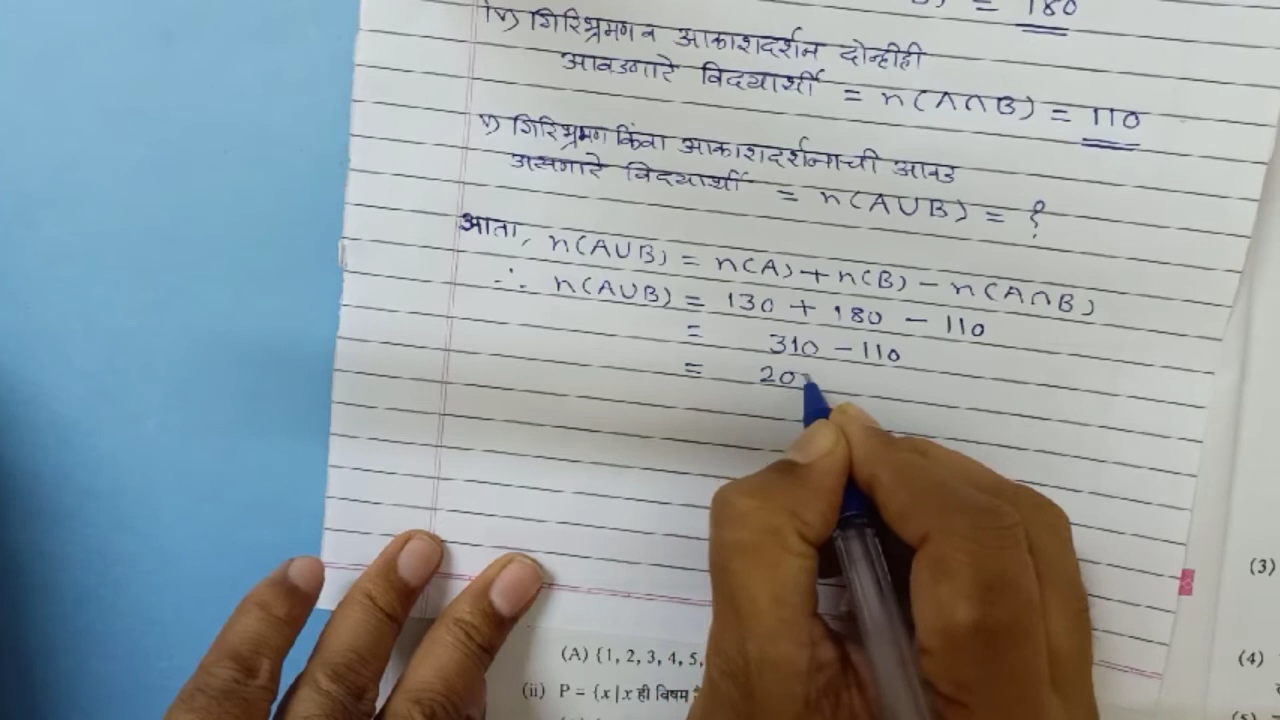 = 180
iv) गिरिभ्रमण व आकाशदर्शन दोन्हीही
आवडणारे विद्यार्थी = n(A∩B) = 110
v) गिरिभ्रमण किंवा आकाशदर्शनाची आवड
असणारे विद्यार्थी = n(A∪B) = ?
आता, n(A∪B) = n(A) + n(B) - n(A∩B)
∴ n(A∪B) = 130 + 180 - 110
= 310 - 110
= 20
(A) {1, 2, 3, 4, 5,
(ii) P = {x | x ही विषम
(3)
(4)